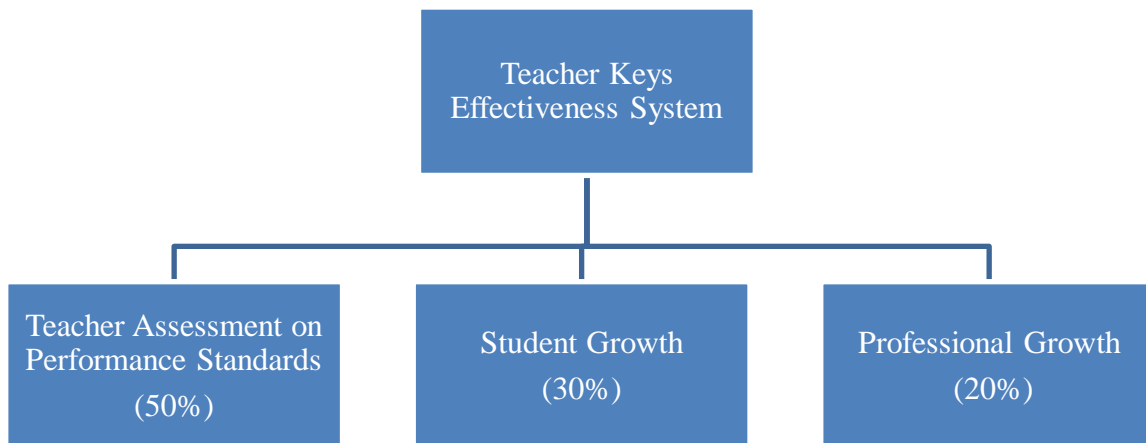 Teacher Keys
Effectiveness System
Teacher Assessment on
Performance Standards
(50%)
Student Growth
(30%)
Professional Growth
(20%)